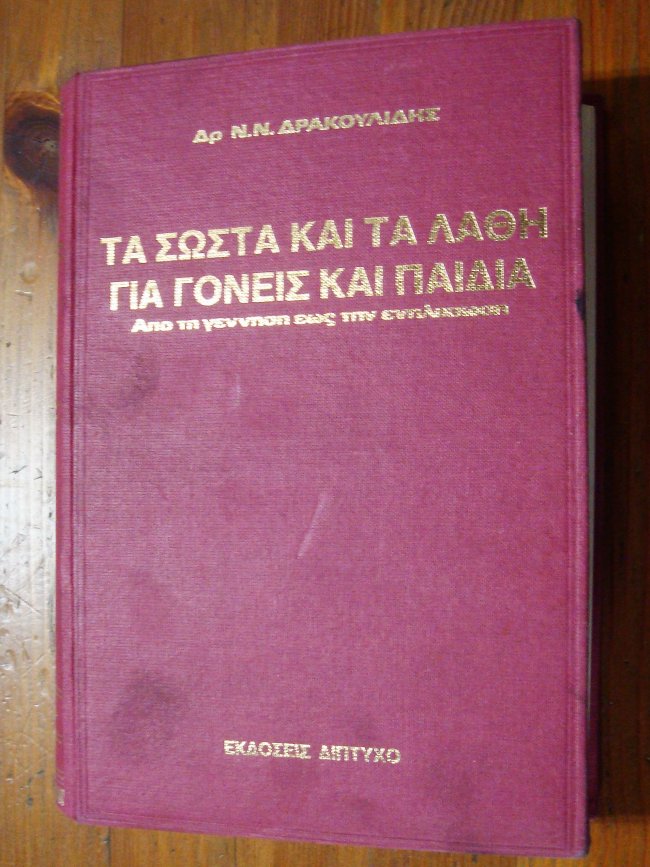 Δρ Ν.Ν. ΔΡΑΚΟΥΛΙΔΗΣ
ΤΑ ΣΩΣΤΑ ΚΑΙ ΤΑ ΛΑΘΗ
ΓΙΑ ΓΟΝΕΙΣ ΚΑΙ ΠΑΙΔΙΑ
Απο τη γεννηση εως την ενηλικιωση
ΕΚΔΟΣΕΙΣ ΔΙΠΤΥΧΟ